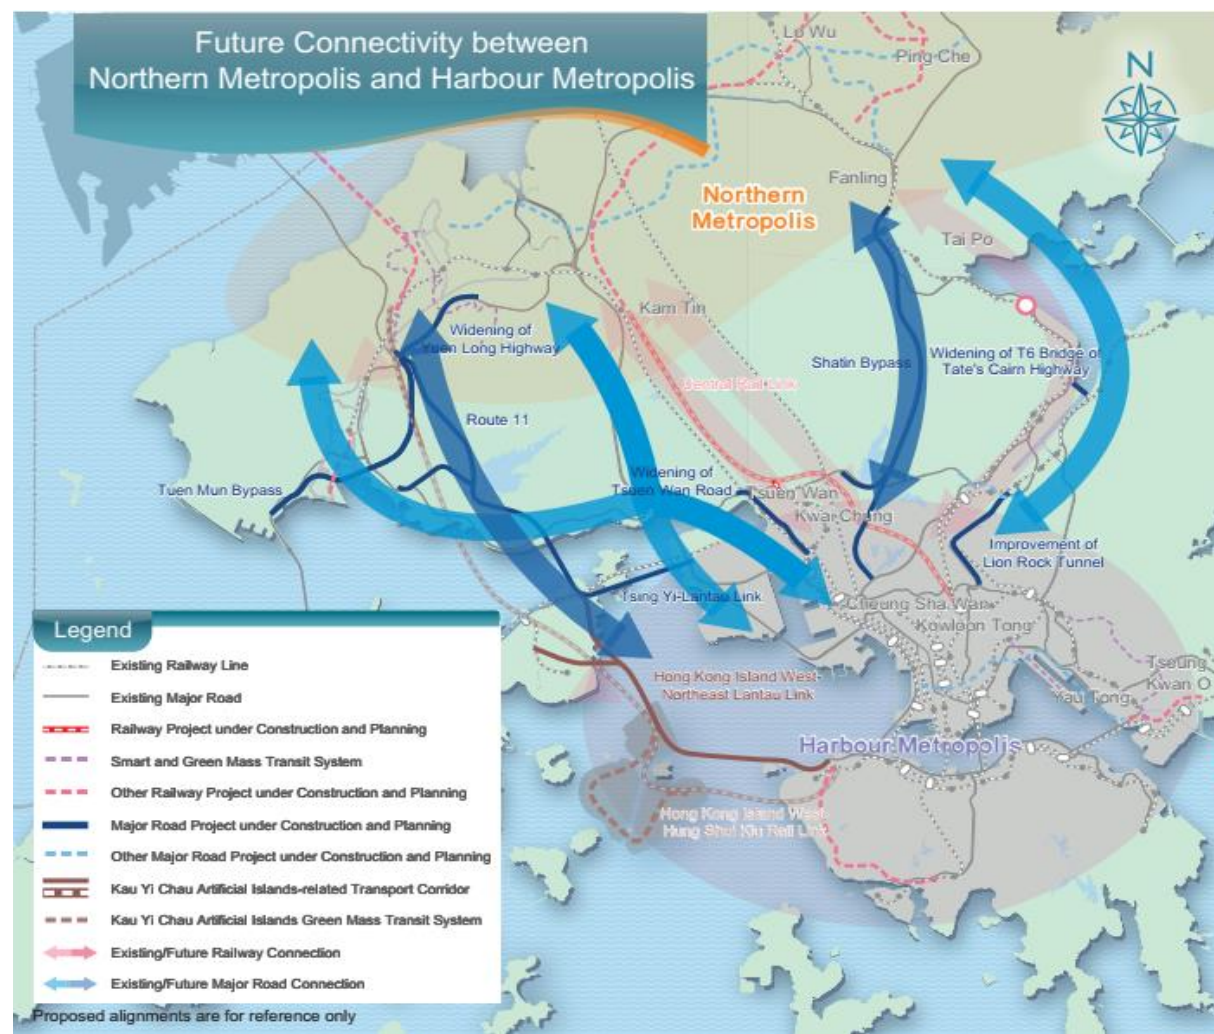 Future Connectivity between
Northern Metropolis and Harbour Metropolis
N
Lo Wu
Ping Che
Fanling
Northern
Metropolis
Tai Po
Kam Tin
Widening of
Yuen Long Highway
Shatin Bypass
Widening of T6 Bridge of
Tate's Cairn Highway
Central Rail Link
Route 11
Widening of
Tsuen Wan Road
Tsuen Wan
Tuen Mun Bypass
Kwai Chung
Improvement of
Lion Rock Tunnel
Tsing Yi-Lantau Link
Cheung Sha Wan
Kowloon Tong
Hong Kong Island West-
Northeast Lantau Link
Tseung
Kwan O
Yau Tong
Harbour Metropolis
Hong Kong Island West-
Hung Shui Kiu Rail Link
Legend
Existing Railway Line
Existing Major Road
Railway Project under Construction and Planning
Smart and Green Mass Transit System
Other Railway Project under Construction and Planning
Major Road Project under Construction and Planning
Other Major Road Project under Construction and Planning
Kau Yi Chau Artificial Islands-related Transport Corridor
Kau Yi Chau Artificial Islands Green Mass Transit System
Existing/Future Railway Connection
Existing/Future Major Road Connection
Proposed alignments are for reference only